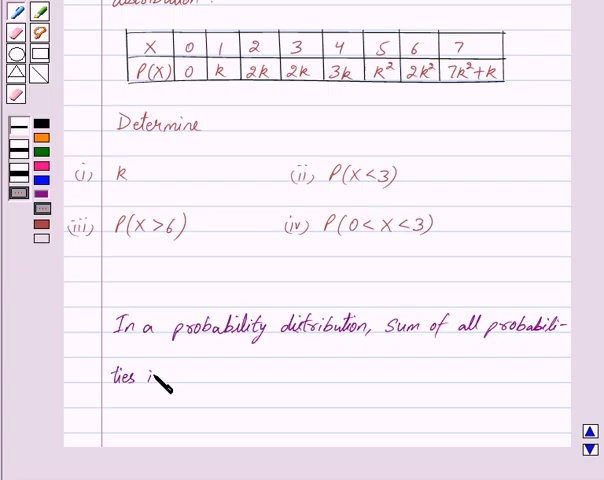 X 0 1 2 3 4 5 6 7
P(X) 0 k 2k 2k 3k k² 2k² 7k²+k
Determine
(i) k (ii) P(X<3)
(iii) P(X>6) (iv) P(0<X<3)
In a probability distribution, sum of all probabili-
ties i